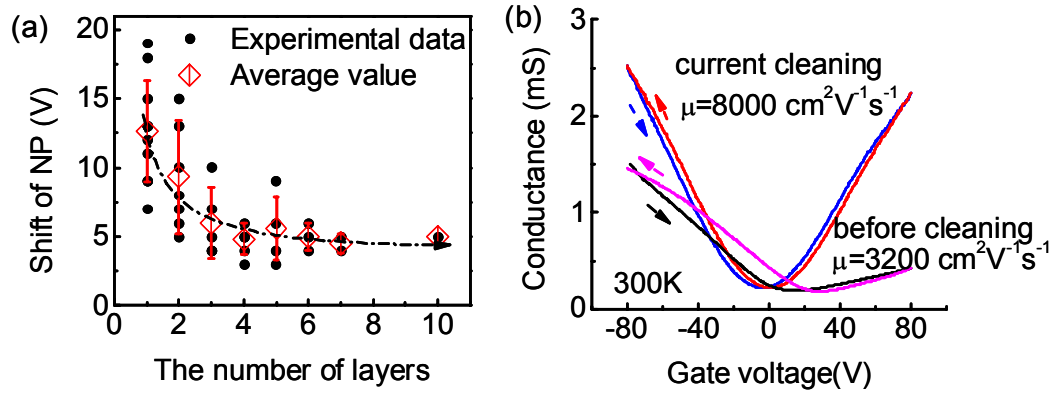 (a)
20
15
10
5
0
Shift of NP (V)
Experimental data
Average value
0 2 4 6 8 10
The number of layers
(b)
3
2
1
0
Conductance (mS)
current cleaning
μ=8000 cm²V⁻¹s⁻¹
before cleaning
μ=3200 cm²V⁻¹s⁻¹
300K
-80 -40 0 40 80
Gate voltage(V)